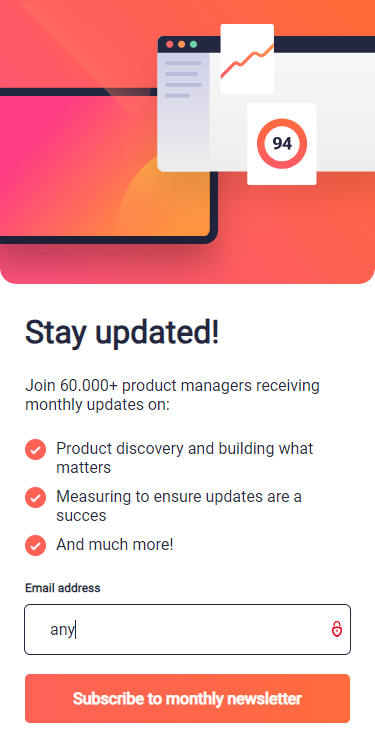 94
Stay updated!
Join 60.000+ product managers receiving
monthly updates on:
Product discovery and building what
matters
Measuring to ensure updates are a
succes
And much more!
Email address
any
Subscribe to monthly newsletter